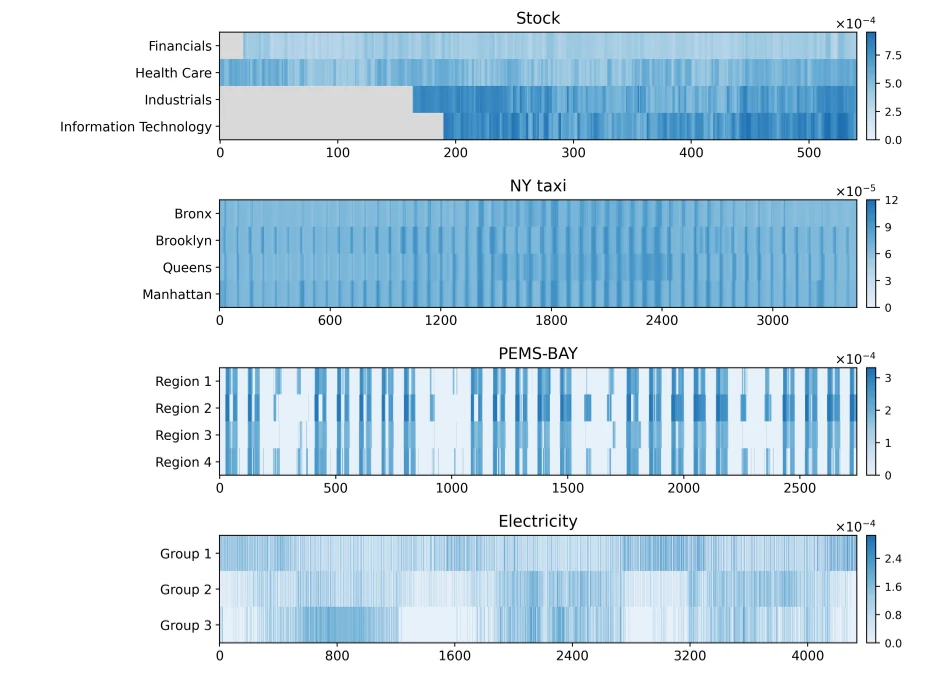 Stock
×10⁻⁴
Financials
Health Care
Industrials
Information Technology
7.5
5.0
2.5
0.0
0 100 200 300 400 500
NY taxi
×10⁻⁵
Bronx
Brooklyn
Queens
Manhattan
12
9
6
3
0
0 600 1200 1800 2400 3000
PEMS-BAY
×10⁻⁴
Region 1
Region 2
Region 3
Region 4
3
2
1
0
0 500 1000 1500 2000 2500
Electricity
×10⁻⁴
Group 1
Group 2
Group 3
2.4
1.6
0.8
0.0
0 800 1600 2400 3200 4000